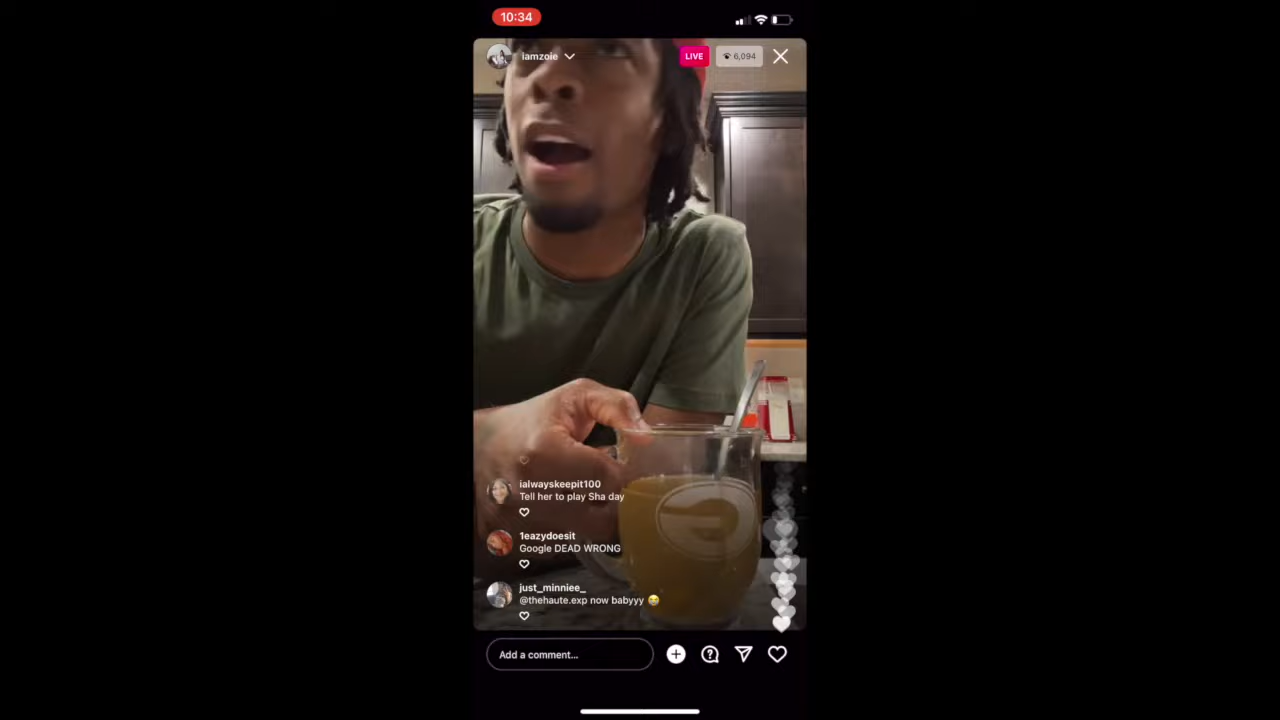 10:34
iamzoie
LIVE
6,094
ialwayskeepit100
Tell her to play Sha day
1eazydoesit
Google DEAD WRONG
just_minniee_
@thehaute.exp now babyyy 😭
Add a comment...
G